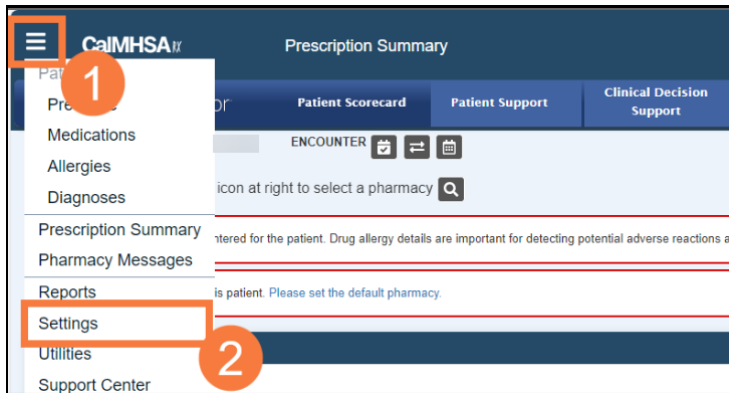 CalMHSA Rx
Prescription Summary
1
Patient Scorecard
Patient Support
Clinical Decision
Support
Medications
Allergies
Diagnoses
Prescription Summary
Pharmacy Messages
Reports
Settings
Utilities
Support Center
2
ENCOUNTER
icon at right to select a pharmacy
ntered for the patient. Drug allergy details are important for detecting potential adverse reactions a
is patient. Please set the default pharmacy.